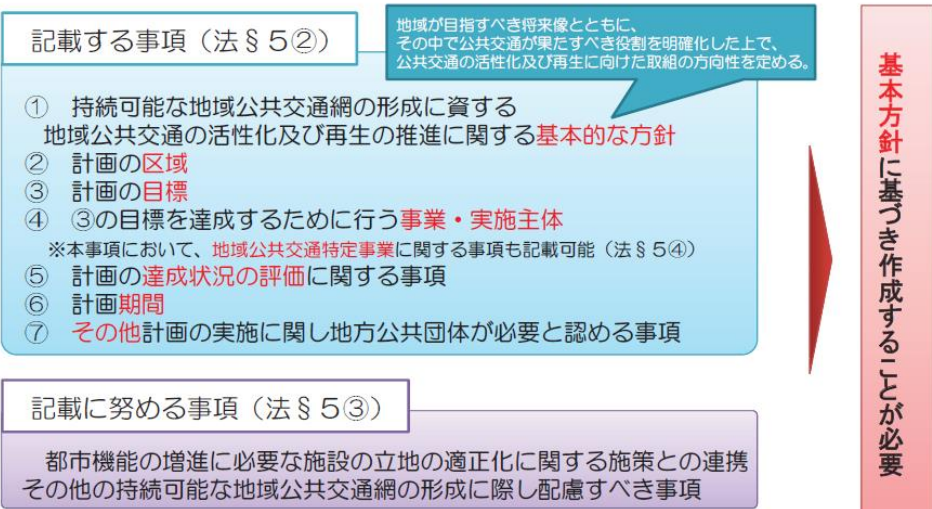 記載する事項（法§５②）
地域が目指すべき将来像とともに、
その中で公共交通が果たすべき役割を明確化した上で、
公共交通の活性化及び再生に向けた取組の方向性を定める。
① 持続可能な地域公共交通網の形成に資する
地域公共交通の活性化及び再生の推進に関する基本的な方針
② 計画の区域
③ 計画の目標
④ ③の目標を達成するために行う事業・実施主体
※本事項において、地域公共交通特定事業に関する事項も記載可能（法§５④）
⑤ 計画の達成状況の評価に関する事項
⑥ 計画期間
⑦ その他計画の実施に関し地方公共団体が必要と認める事項
記載に努める事項（法§５③）
都市機能の増進に必要な施設の立地の適正化に関する施策との連携
その他の持続可能な地域公共交通網の形成に際し配慮すべき事項
基本方針に基づき作成することが必要